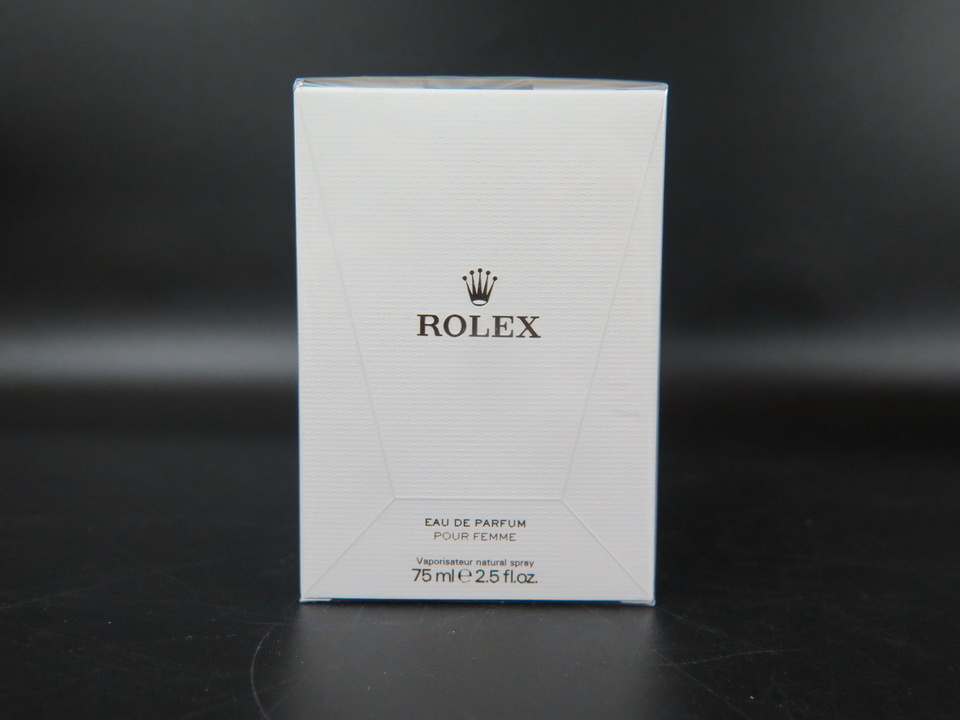 ROLEX
EAU DE PARFUM
POUR FEMME
Vaporisateur natural spray
75 ml ℮ 2.5 fl.oz.